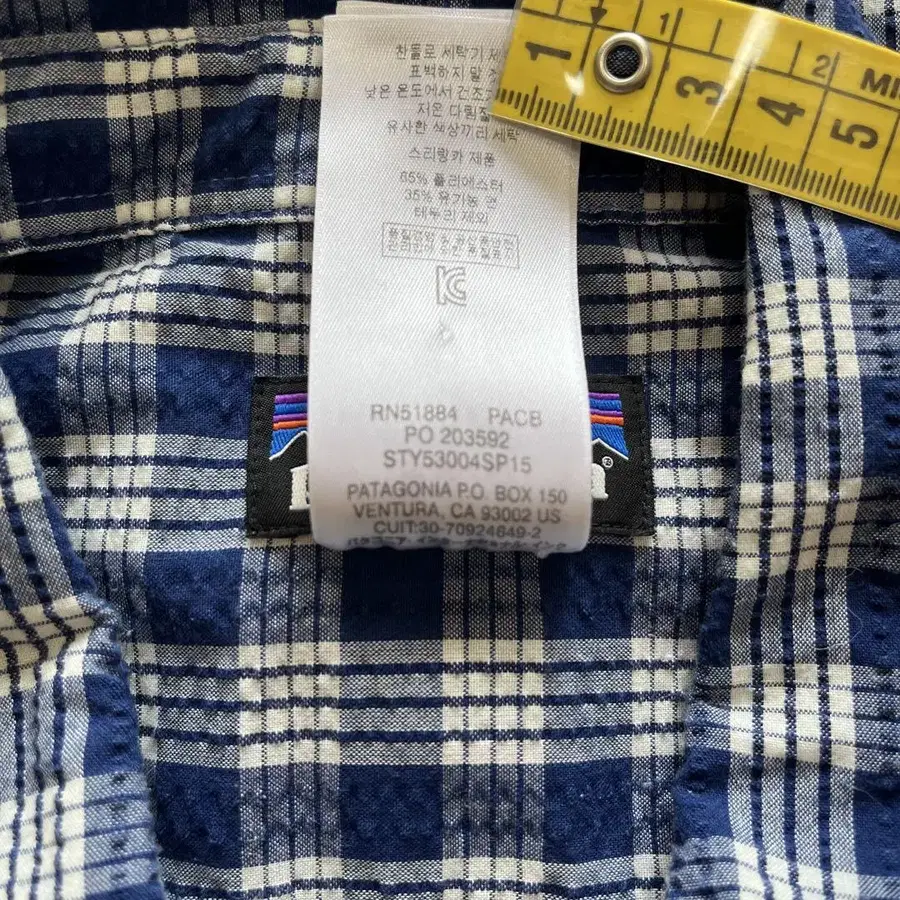 찬물로 세탁기 세
표백하지 말 것
낮은 온도에서 건조
저온 다림질
유사한 색상끼리 세탁
스리랑카 제품
65% 폴리에스터
35% 유기농 면
테두리 제외
KC
RN51884 PACB
PO 203592
STY53004SP15
PATAGONIA P.O. BOX 150
VENTURA, CA 93002 US
CUIT:30-70924649-2
1 3 4 5
1 2